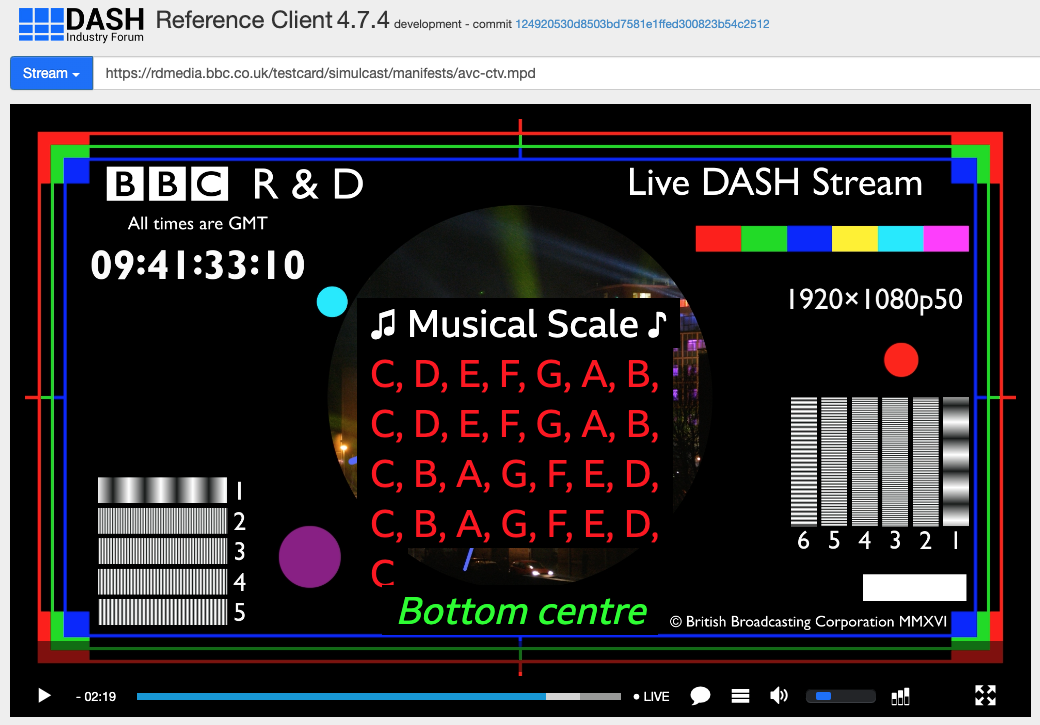 DASH
Industry Forum
Reference Client 4.7.4 development - commit 124920530d8503bd7581e1ffed300823b54c2512
Stream
https://rdmedia.bbc.co.uk/testcard/simulcast/manifests/avc-ctv.mpd
BBC R & D
Live DASH Stream
All times are GMT
09:41:33:10
1920×1080p50
♫ Musical Scale ♪
C, D, E, F, G, A, B,
C, D, E, F, G, A, B,
C, B, A, G, F, E, D,
C, B, A, G, F, E, D,
C
1
2
3
4
5
6 5 4 3 2 1
Bottom centre
© British Broadcasting Corporation MMXVI
- 02:19
● LIVE